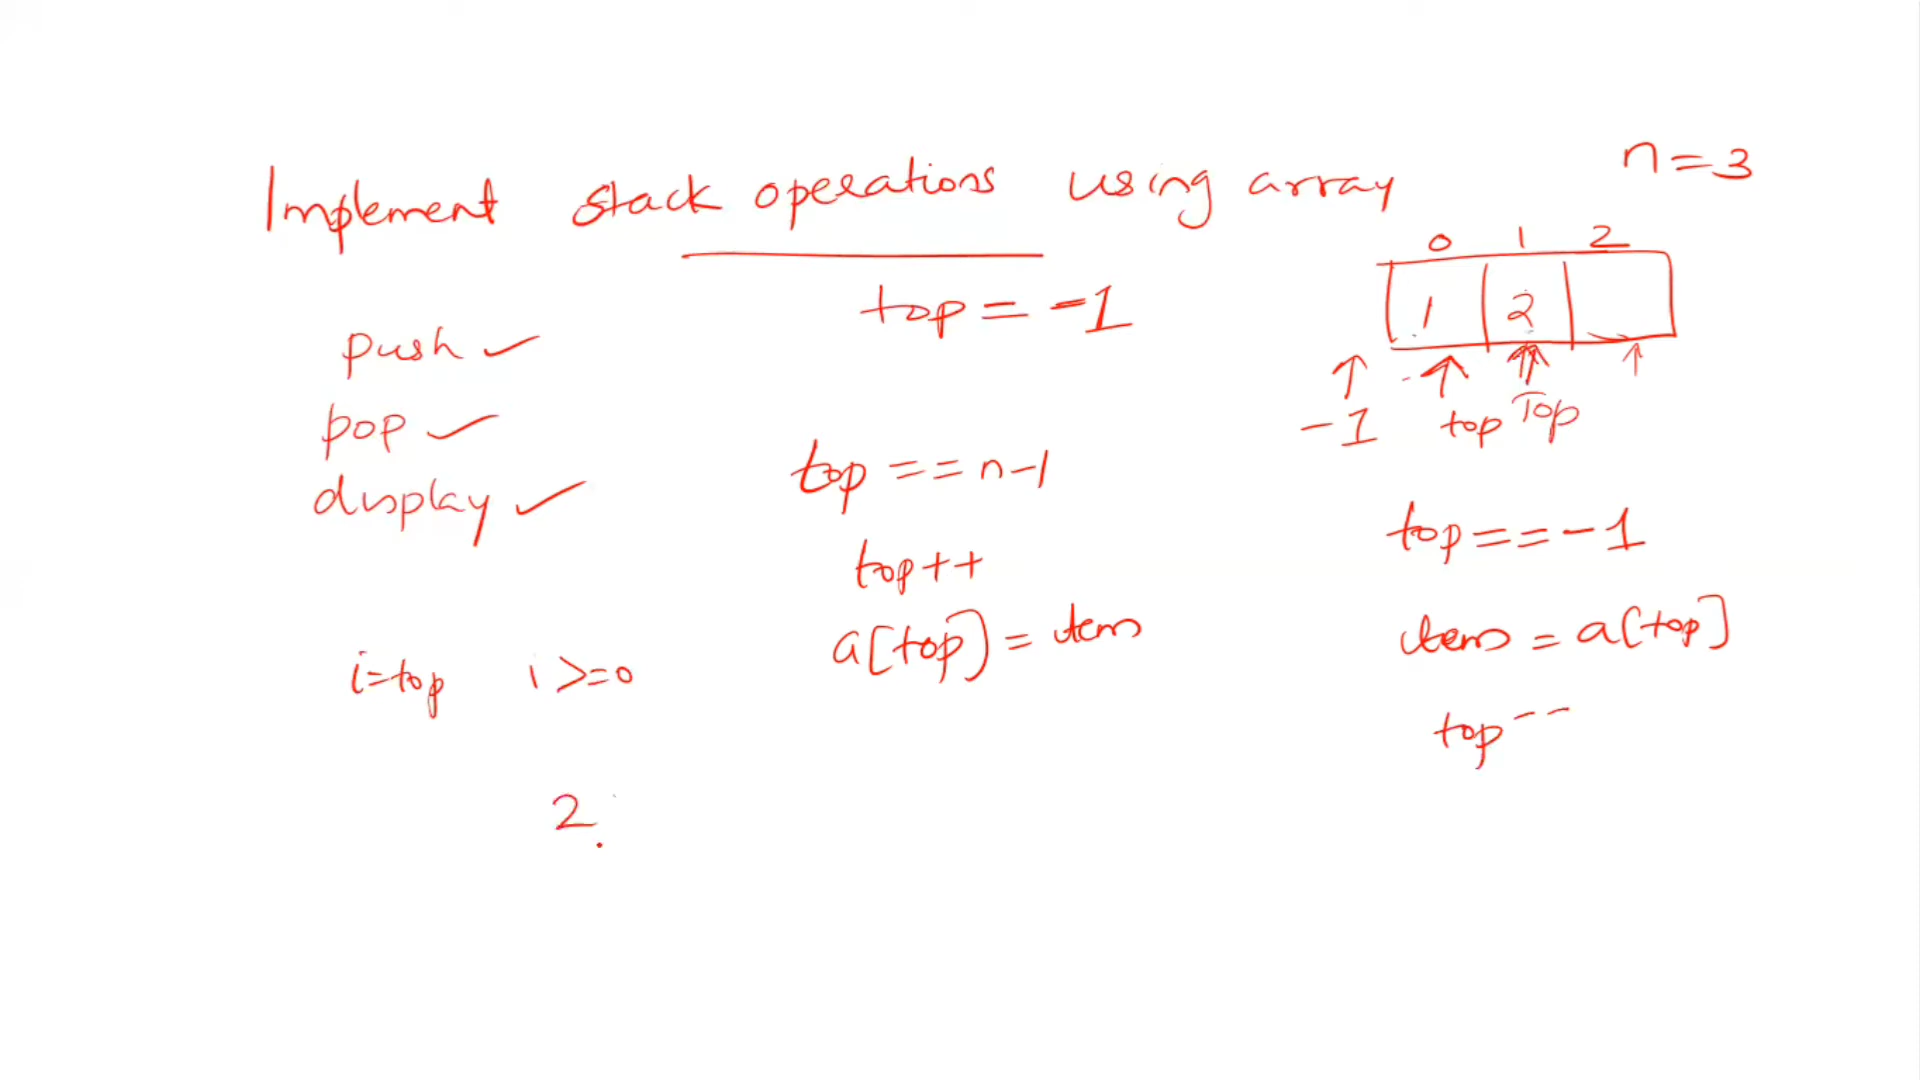 Implement stack operations using array
n=3
0 1 2
1 2
top = -1
push
pop
display
-1 top Top
top == n-1
top++
a[top] = item
top == -1
item = a[top]
top--
i=top i>=0
2